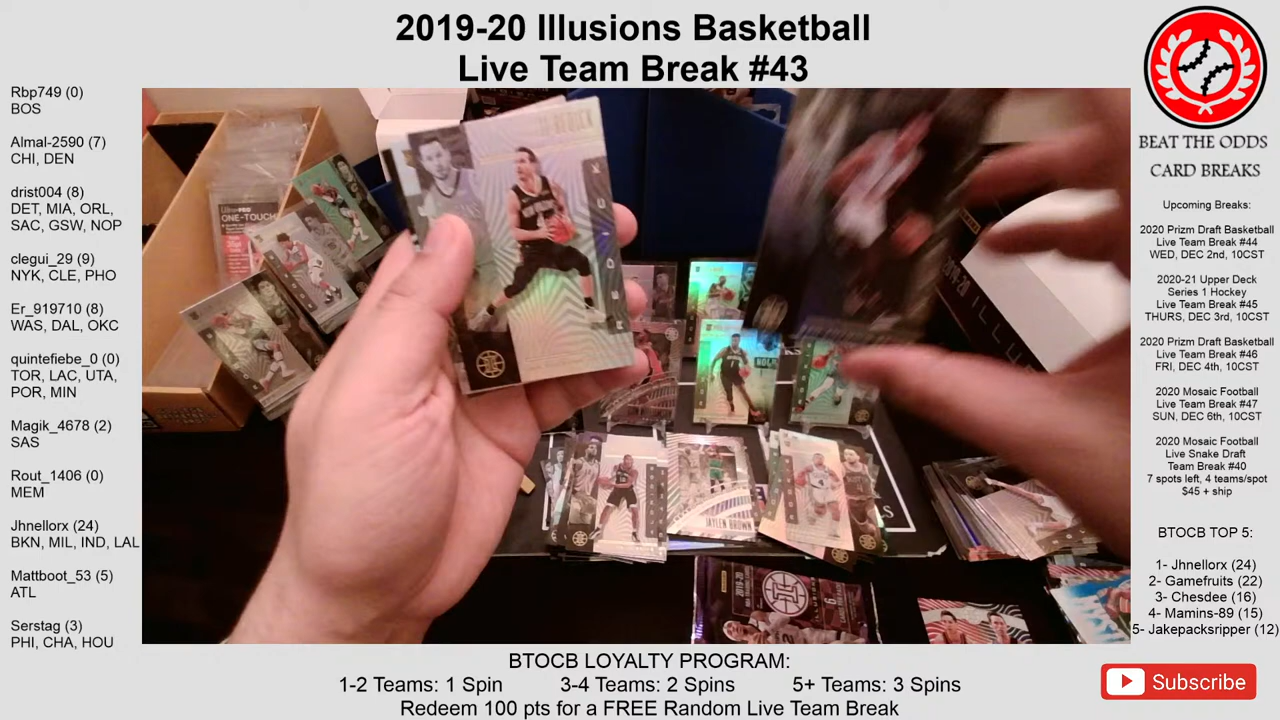 2019-20 Illusions Basketball
Live Team Break #43
Rbp749 (0)
BOS
Almal-2590 (7)
CHI, DEN
drist004 (8)
DET, MIA, ORL,
SAC, GSW, NOP
clegui_29 (9)
NYK, CLE, PHO
Er_919710 (8)
WAS, DAL, OKC
quintefiebe_0 (0)
TOR, LAC, UTA,
POR, MIN
Magik_4678 (2)
SAS
Rout_1406 (0)
MEM
Jhnellorx (24)
BKN, MIL, IND, LAL
Mattboot_53 (5)
ATL
Serstag (3)
PHI, CHA, HOU
ONE-TOUCH
JJ REDICK
JAYLEN BROWN
2019-20
BEAT THE ODDS
CARD BREAKS
Upcoming Breaks:
2020 Prizm Draft Basketball
Live Team Break #44
WED, DEC 2nd, 10CST
2020-21 Upper Deck
Series 1 Hockey
Live Team Break #45
THURS, DEC 3rd, 10CST
2020 Prizm Draft Basketball
Live Team Break #46
FRI, DEC 4th, 10CST
2020 Mosaic Football
Live Team Break #47
SUN, DEC 6th, 10CST
2020 Mosaic Football
Live Snake Draft
Team Break #40
7 spots left, 4 teams/spot
$45 + ship
BTOCB TOP 5:
1- Jhnellorx (24)
2- Gamefruits (22)
3- Chesdee (16)
4- Mamins-89 (15)
5- Jakepacksripper (12)
BTOCB LOYALTY PROGRAM:
1-2 Teams: 1 Spin 3-4 Teams: 2 Spins 5+ Teams: 3 Spins
Redeem 100 pts for a FREE Random Live Team Break
Subscribe